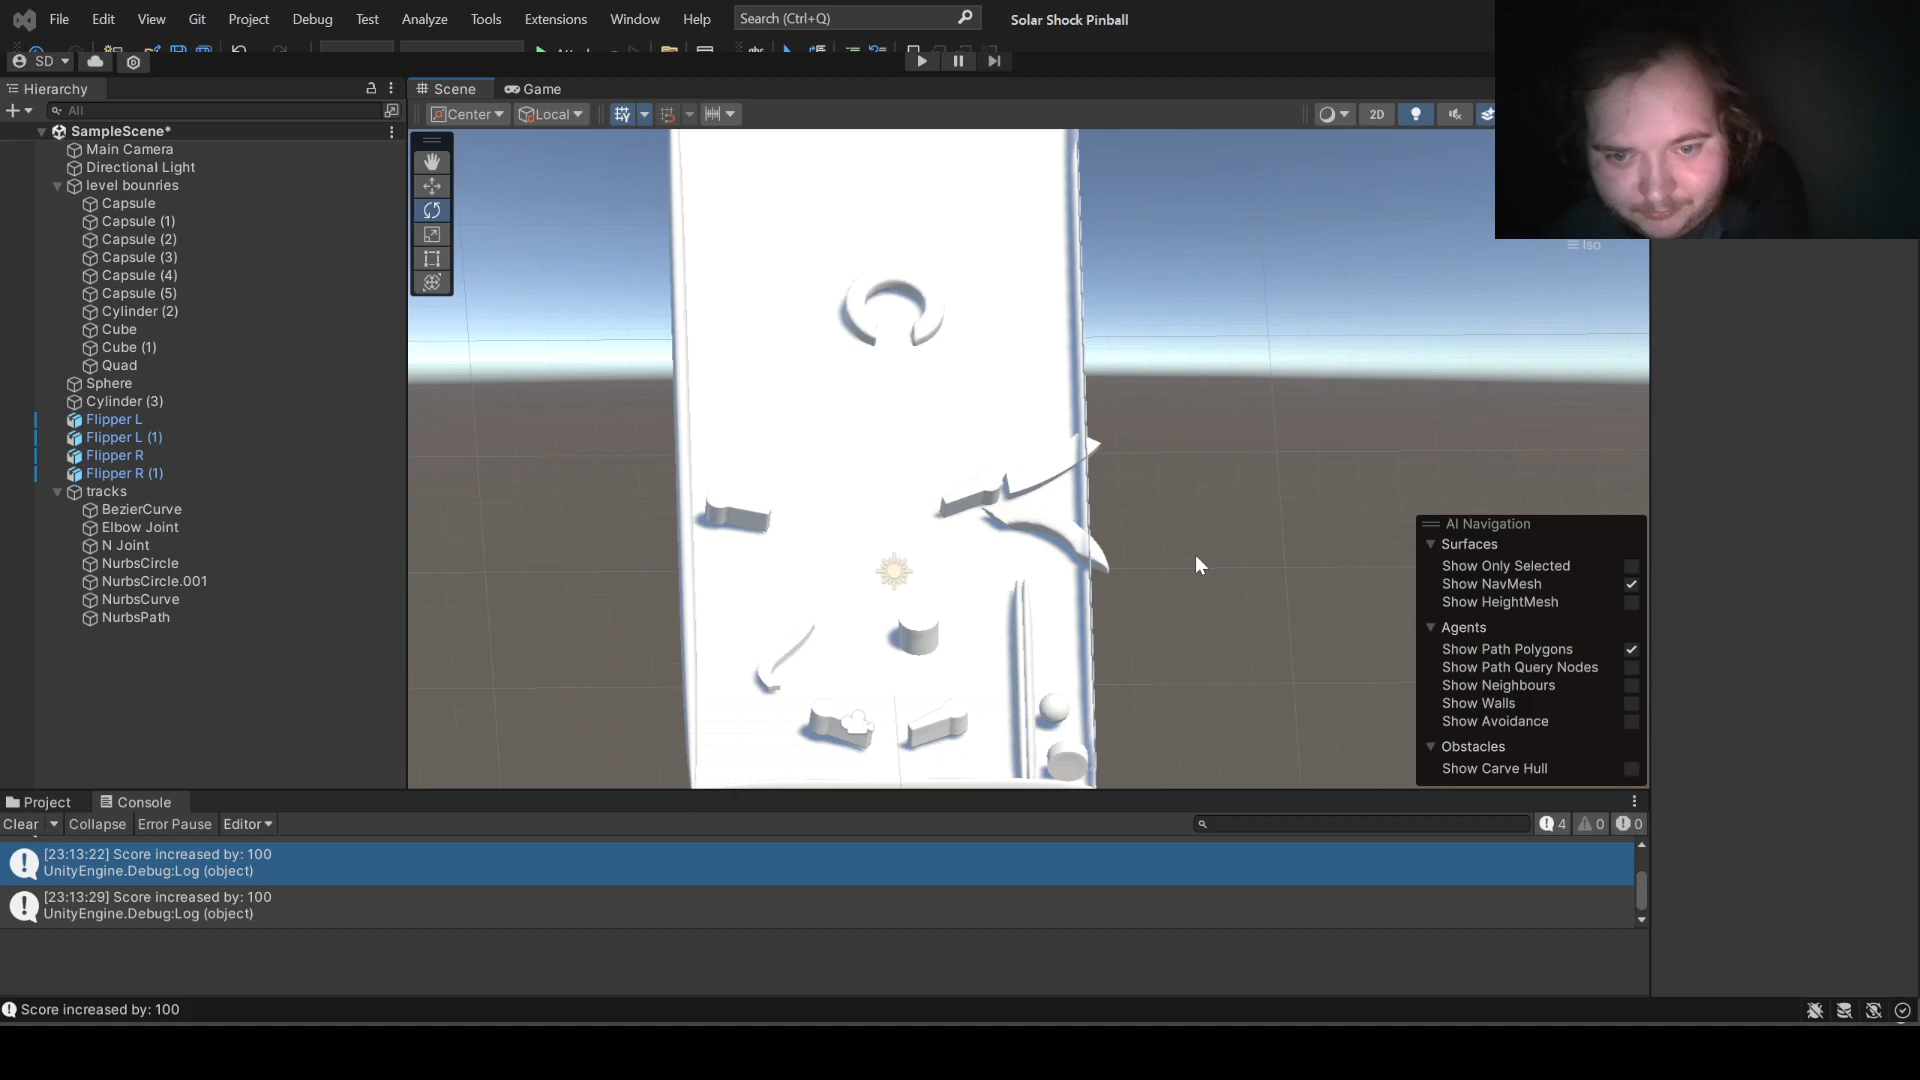 File Edit View Git Project Debug Test Analyze Tools Extensions Window Help Search (Ctrl+Q) Solar Shock Pinball
SD
Hierarchy
All
SampleScene*
Main Camera
Directional Light
level bounries
Capsule
Capsule (1)
Capsule (2)
Capsule (3)
Capsule (4)
Capsule (5)
Cylinder (2)
Cube
Cube (1)
Quad
Sphere
Cylinder (3)
Flipper L
Flipper L (1)
Flipper R
Flipper R (1)
tracks
BezierCurve
Elbow Joint
N Joint
NurbsCircle
NurbsCircle.001
NurbsCurve
NurbsPath
Scene Game
Center Local 2D
Iso
AI Navigation
Surfaces
Show Only Selected
Show NavMesh
Show HeightMesh
Agents
Show Path Polygons
Show Path Query Nodes
Show Neighbours
Show Walls
Show Avoidance
Obstacles
Show Carve Hull
Project Console
Clear Collapse Error Pause Editor 4 0 0
[23:13:22] Score increased by: 100
UnityEngine.Debug:Log (object)
[23:13:29] Score increased by: 100
UnityEngine.Debug:Log (object)
Score increased by: 100